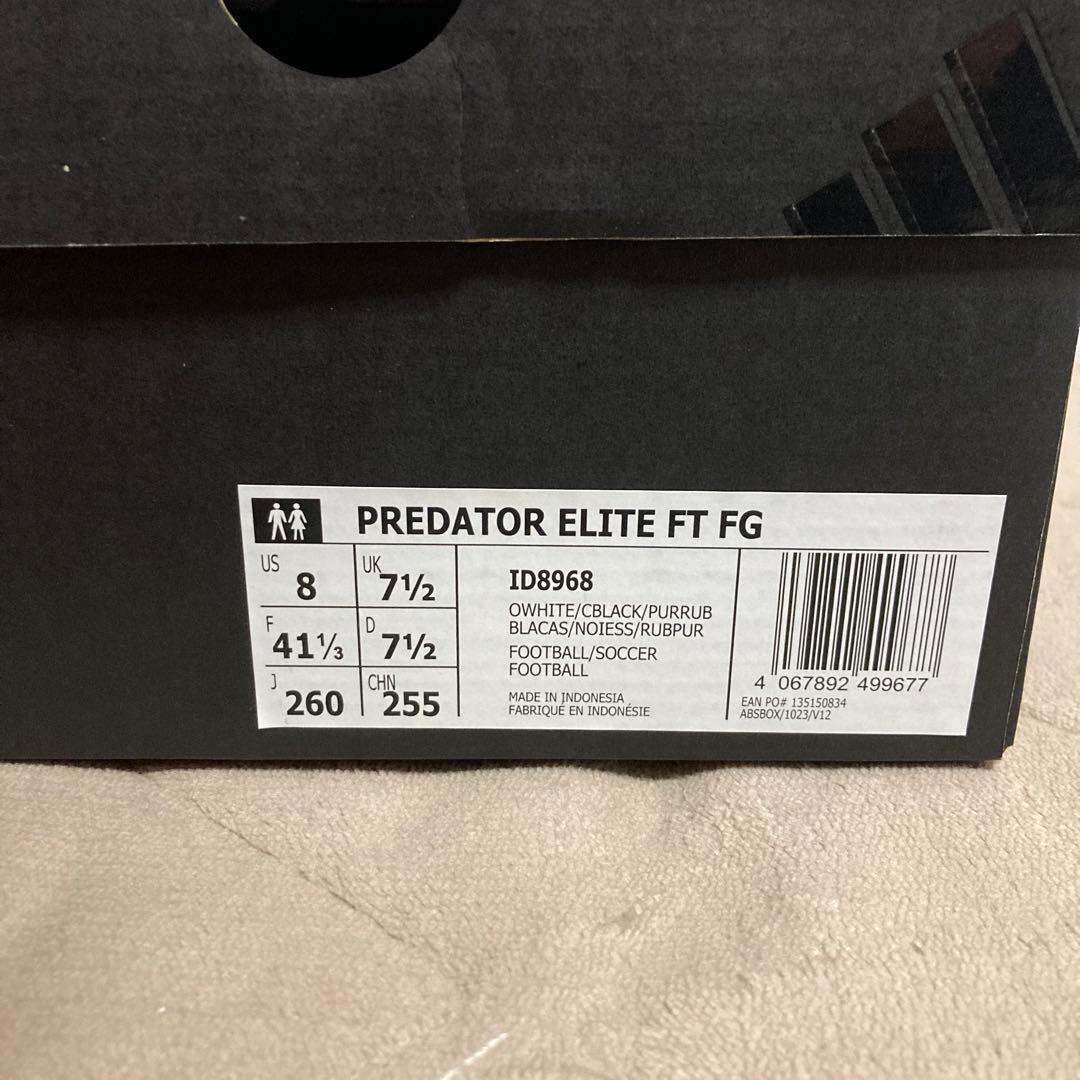 PREDATOR ELITE FT FG
US 8
UK 7½
F 41⅓
D 7½
J 260
CHN 255
ID8968
OWHITE/CBLACK/PURRUB
BLACAS/NOIESS/RUBPUR
FOOTBALL/SOCCER
FOOTBALL
MADE IN INDONESIA
FABRIQUÉ EN INDONÉSIE
4 067892 499677
EAN PO# 135150834
ABSBOX/1023/V12